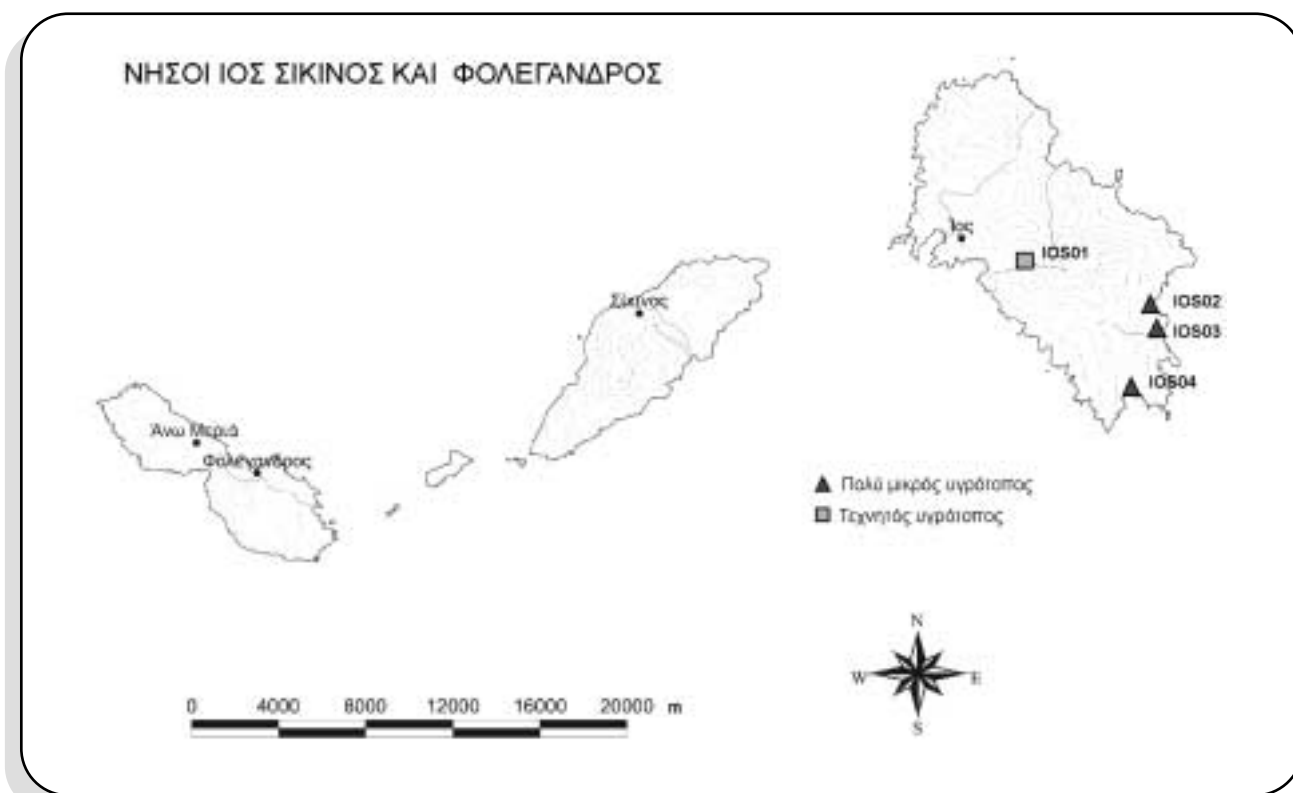 ΝΗΣΟΙ ΙΟΣ ΣΙΚΙΝΟΣ ΚΑΙ ΦΟΛΕΓΑΝΔΡΟΣ
Ίος
IOS01
Σίκινος
IOS02
IOS03
IOS04
Άνω Μεριά
Φολέγανδρος
Πολύ μικρός υγρότοπος
Τεχνητός υγρότοπος
N
W E
S
0 4000 8000 12000 16000 20000 m